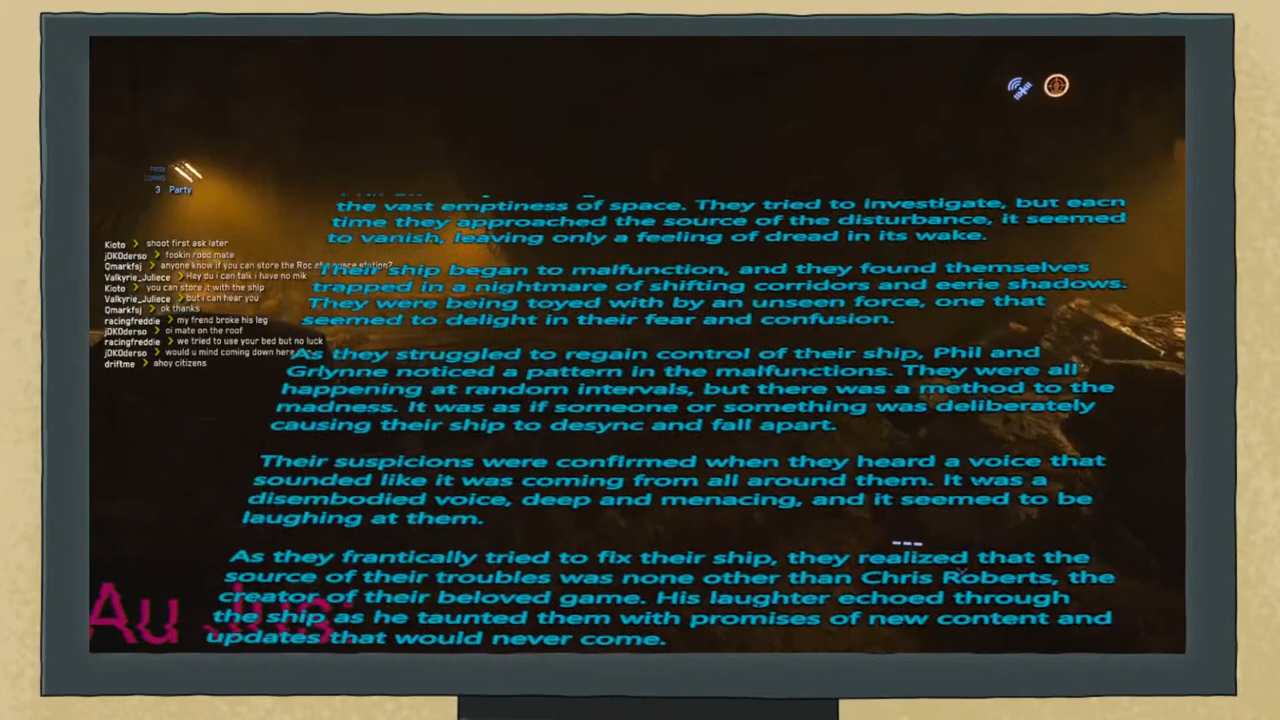 3 Party
Kioto > shoot first ask later
jDKOderso > fookin rood mate
Qmarkfsj > anyone know if you can store the Roc at space station?
Valkyrie_Juliece > Hay du i can talk i have no mik
Kioto > you can store it with the ship
Valkyrie_Juliece > but i can hear you
Qmarkfsj > ok thanks
racingfreddie > my frend broke his leg
jDKOderso > oi mate on the roof
racingfreddie > we tried to use your bed but no luck
jDKOderso > would u mind coming down here
driftme > ahoy citizens
the vast emptiness of space. They tried to investigate, but each
time they approached the source of the disturbance, it seemed
to vanish, leaving only a feeling of dread in its wake.
Their ship began to malfunction, and they found themselves
trapped in a nightmare of shifting corridors and eerie shadows.
They were being toyed with by an unseen force, one that
seemed to delight in their fear and confusion.
As they struggled to regain control of their ship, Phil and
Grlynne noticed a pattern in the malfunctions. They were all
happening at random intervals, but there was a method to the
madness. It was as if someone or something was deliberately
causing their ship to desync and fall apart.
Their suspicions were confirmed when they heard a voice that
sounded like it was coming from all around them. It was a
disembodied voice, deep and menacing, and it seemed to be
laughing at them.
As they frantically tried to fix their ship, they realized that the
source of their troubles was none other than Chris Roberts, the
creator of their beloved game. His laughter echoed through
the ship as he taunted them with promises of new content and
updates that would never come.
Au Jus